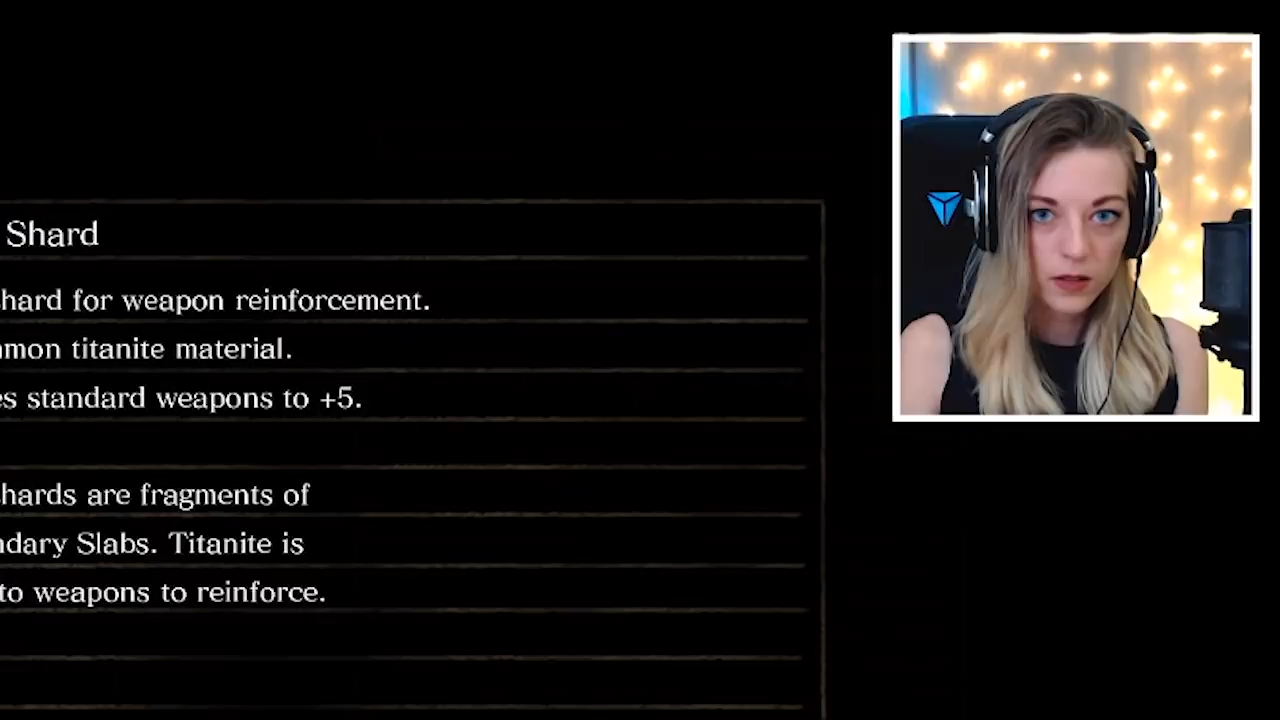 Shard
hard for weapon reinforcement.
mmon titanite material.
es standard weapons to +5.
hards are fragments of
ndary Slabs. Titanite is
to weapons to reinforce.